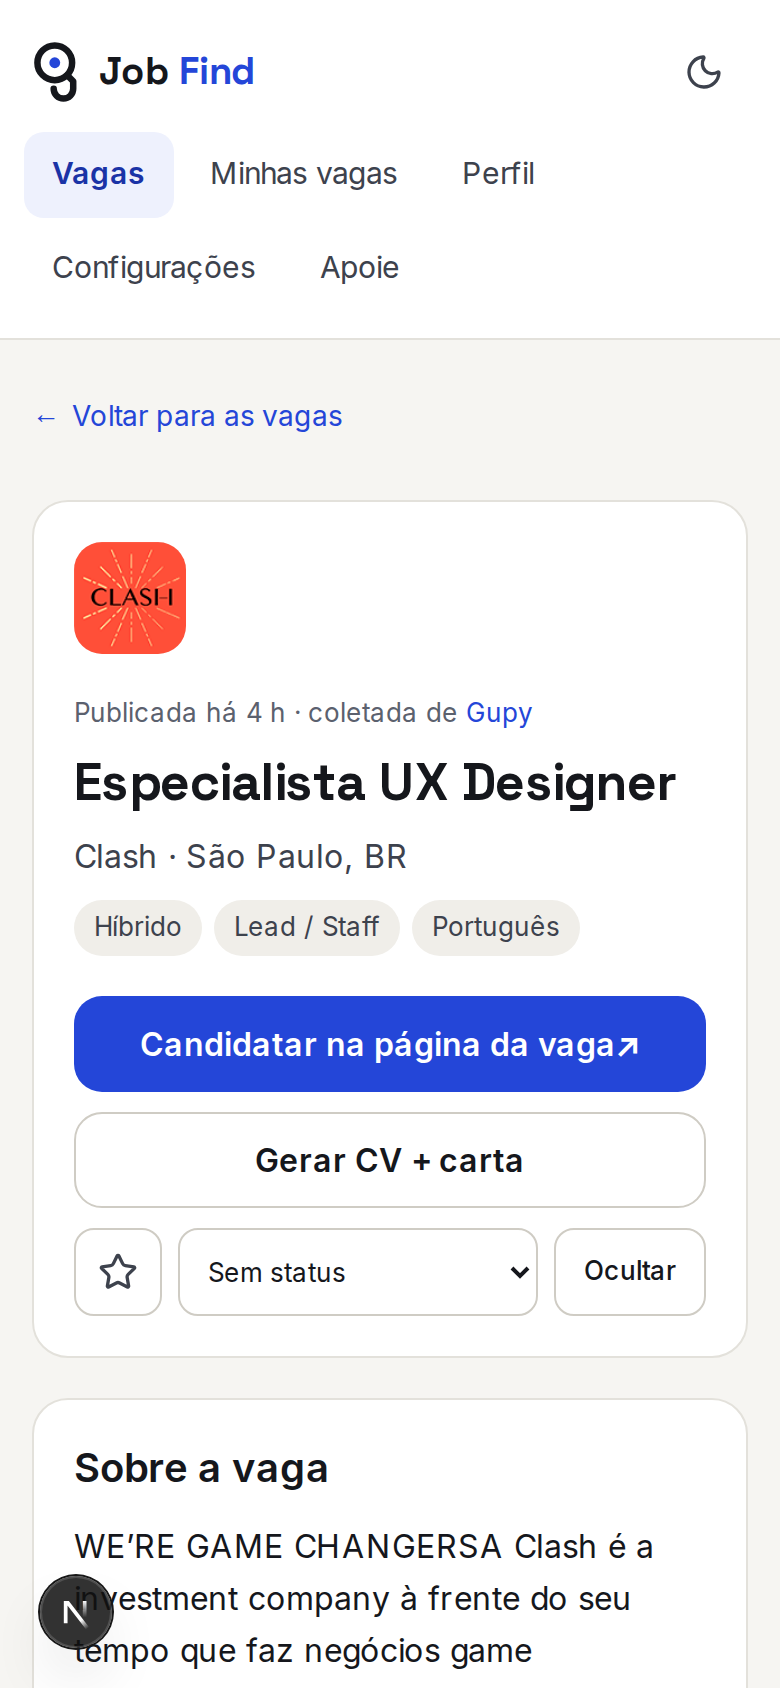 Job Find
Vagas Minhas vagas Perfil
Configurações Apoie
← Voltar para as vagas
CLASH
Publicada há 4 h · coletada de Gupy
Especialista UX Designer
Clash · São Paulo, BR
Híbrido Lead / Staff Português
Candidatar na página da vaga↗
Gerar CV + carta
Sem status Ocultar
Sobre a vaga
WE’RE GAME CHANGERSA Clash é a
investment company à frente do seu
tempo que faz negócios game
N